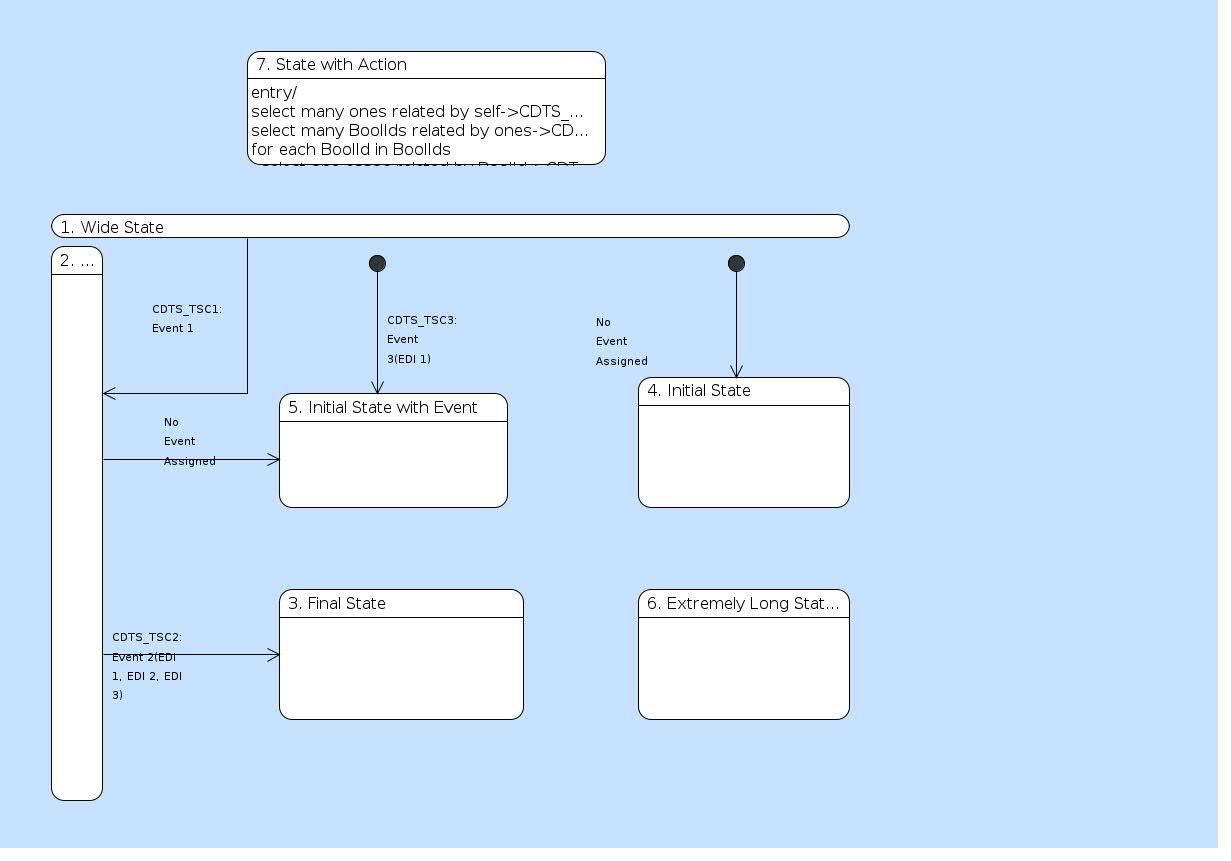 7. State with Action
entry/
select many ones related by self->CDTS_...
select many BoolIds related by ones->CD...
for each BoolId in BoolIds
1. Wide State
2. ...
CDTS_TSC1:
Event 1
CDTS_TSC3:
Event
3(EDI 1)
No
Event
Assigned
5. Initial State with Event
4. Initial State
No
Event
Assigned
3. Final State
6. Extremely Long Stat...
CDTS_TSC2:
Event 2(EDI
1, EDI 2, EDI
3)